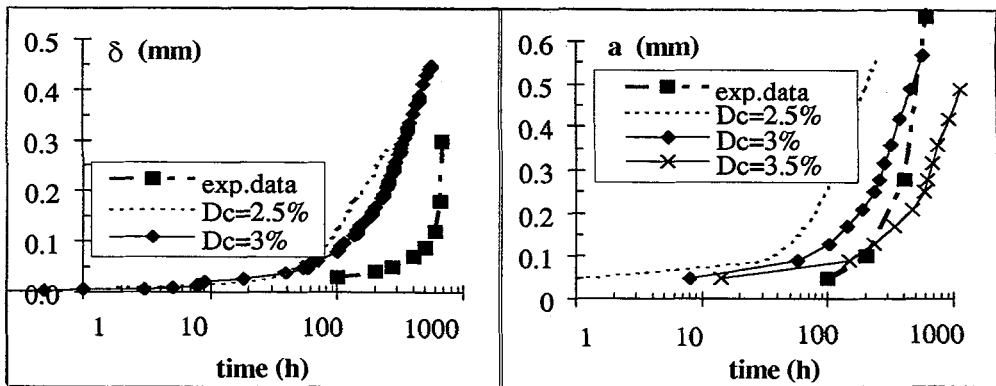 δ (mm)
0.5
0.4
0.3
0.2
0.1
0.0
exp.data
Dc=2.5%
Dc=3%
1 10 100 1000
time (h)
a (mm)
0.6
0.5
0.4
0.3
0.2
0.1
0
exp.data
Dc=2.5%
Dc=3%
Dc=3.5%
1 10 100 1000
time (h)